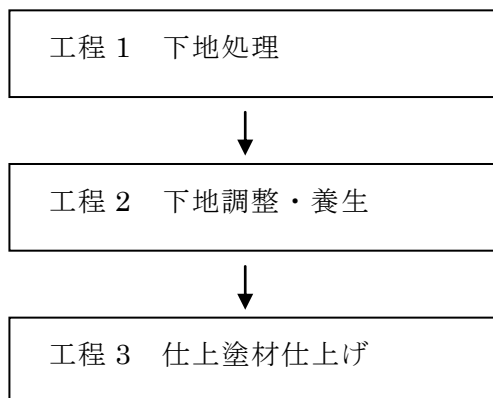 工程 1 下地処理
工程 2 下地調整・養生
工程 3 仕上塗材仕上げ